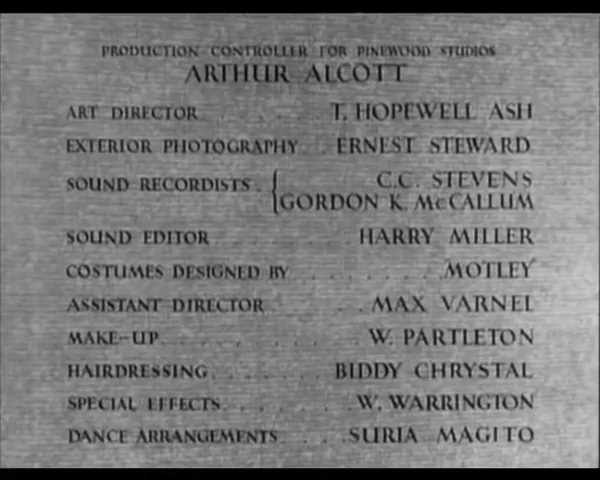 PRODUCTION CONTROLLER FOR PINEWOOD STUDIOS
ARTHUR ALCOTT
ART DIRECTOR . . . . . T. HOPEWELL ASH
EXTERIOR PHOTOGRAPHY . . ERNEST STEWARD
SOUND RECORDISTS . { C.C. STEVENS
GORDON K. McCALLUM
SOUND EDITOR . . . . . . HARRY MILLER
COSTUMES DESIGNED BY . . . . . . . MOTLEY
ASSISTANT DIRECTOR . . . MAX VARNEL
MAKE-UP . . . . . . . W. PARTLETON
HAIRDRESSING . . . . . BIDDY CHRYSTAL
SPECIAL EFFECTS . . . . . W. WARRINGTON
DANCE ARRANGEMENTS . . . SURIA MAGITO